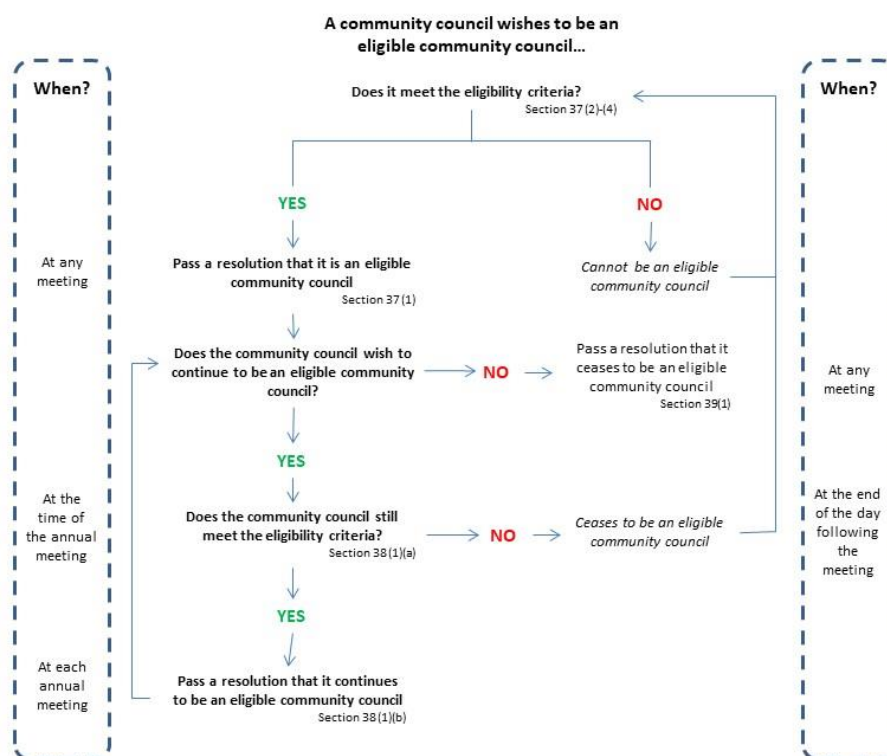 A community council wishes to be an
eligible community council...
When?
Does it meet the eligibility criteria?
Section 37(2)-(4)
When?
YES
NO
At any
meeting
Pass a resolution that it is an eligible
community council
Section 37(1)
Cannot be an eligible
community council
Does the community council wish to
continue to be an eligible community
council?
NO
Pass a resolution that it
ceases to be an eligible
community council
Section 39(1)
At any
meeting
YES
At the
time of
the annual
meeting
Does the community council still
meet the eligibility criteria?
Section 38(1)(a)
NO
Ceases to be an eligible
community council
At the end
of the day
following
the
meeting
YES
At each
annual
meeting
Pass a resolution that it continues
to be an eligible community council
Section 38(1)(b)